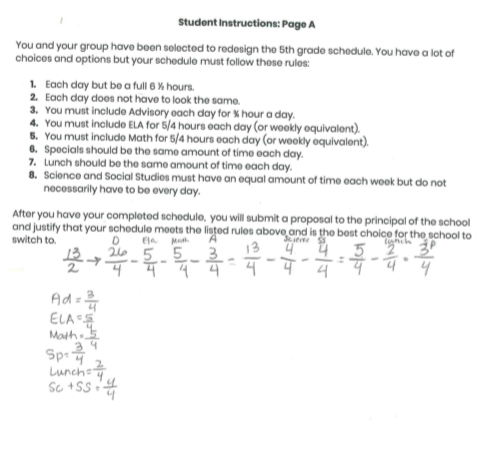 Student Instructions: Page A
You and your group have been selected to redesign the 5th grade schedule. You have a lot of
choices and options but your schedule must follow these rules:
1. Each day but be a full 6 ½ hours.
2. Each day does not have to look the same.
3. You must include Advisory each day for ¾ hour a day.
4. You must include ELA for 5/4 hours each day (or weekly equivalent).
5. You must include Math for 5/4 hours each day (or weekly equivalent).
6. Specials should be the same amount of time each day.
7. Lunch should be the same amount of time each day.
8. Science and Social Studies must have an equal amount of time each week but do not
necessarily have to be every day.
After you have your completed schedule, you will submit a proposal to the principal of the school
and justify that your schedule meets the listed rules above and is the best choice for the school to
switch to.
D Ela Math A Science SS Lunch SP
13/2 → 26/4 - 5/4 - 5/4 - 3/4 = 13/4 - 4/4 - 4/4 = 5/4 - 2/4 = 3/4
Ad = 3/4
ELA = 5/4
Math = 5/4
Sp = 3/4
Lunch = 2/4
Sc + SS = 4/4